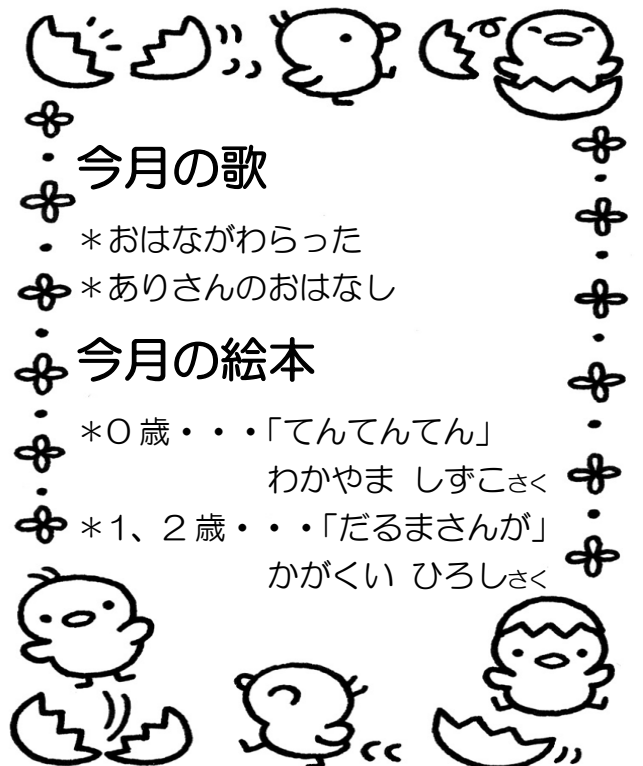 今月の歌
＊おはながわらった
＊ありさんのおはなし
今月の絵本
＊0歳・・・「てんてんてん」
わかやま しずこさく
＊1、2歳・・・「だるまさんが」
かがくい ひろしさく